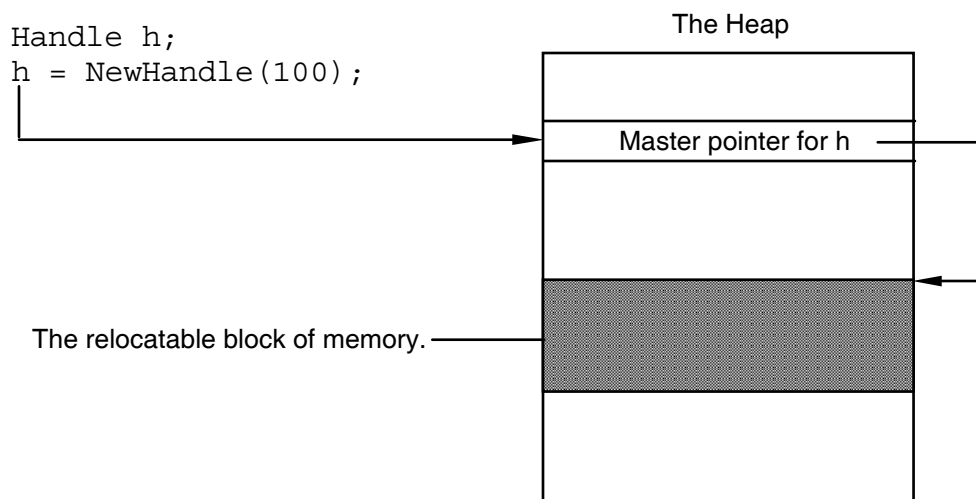 Handle h;
h = NewHandle(100);
The Heap
Master pointer for h
The relocatable block of memory.